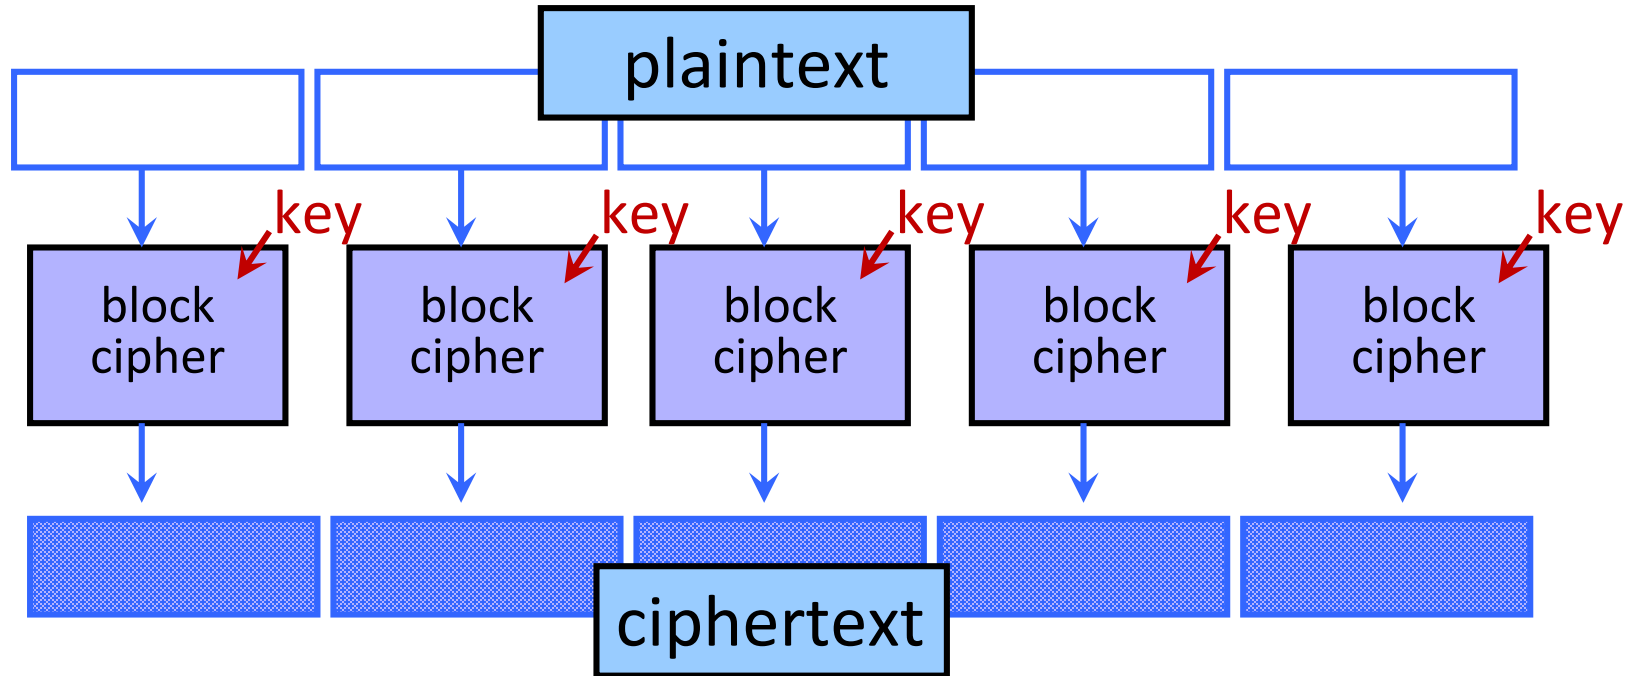 plaintext
key key key key key
block block block block block
cipher cipher cipher cipher cipher
ciphertext